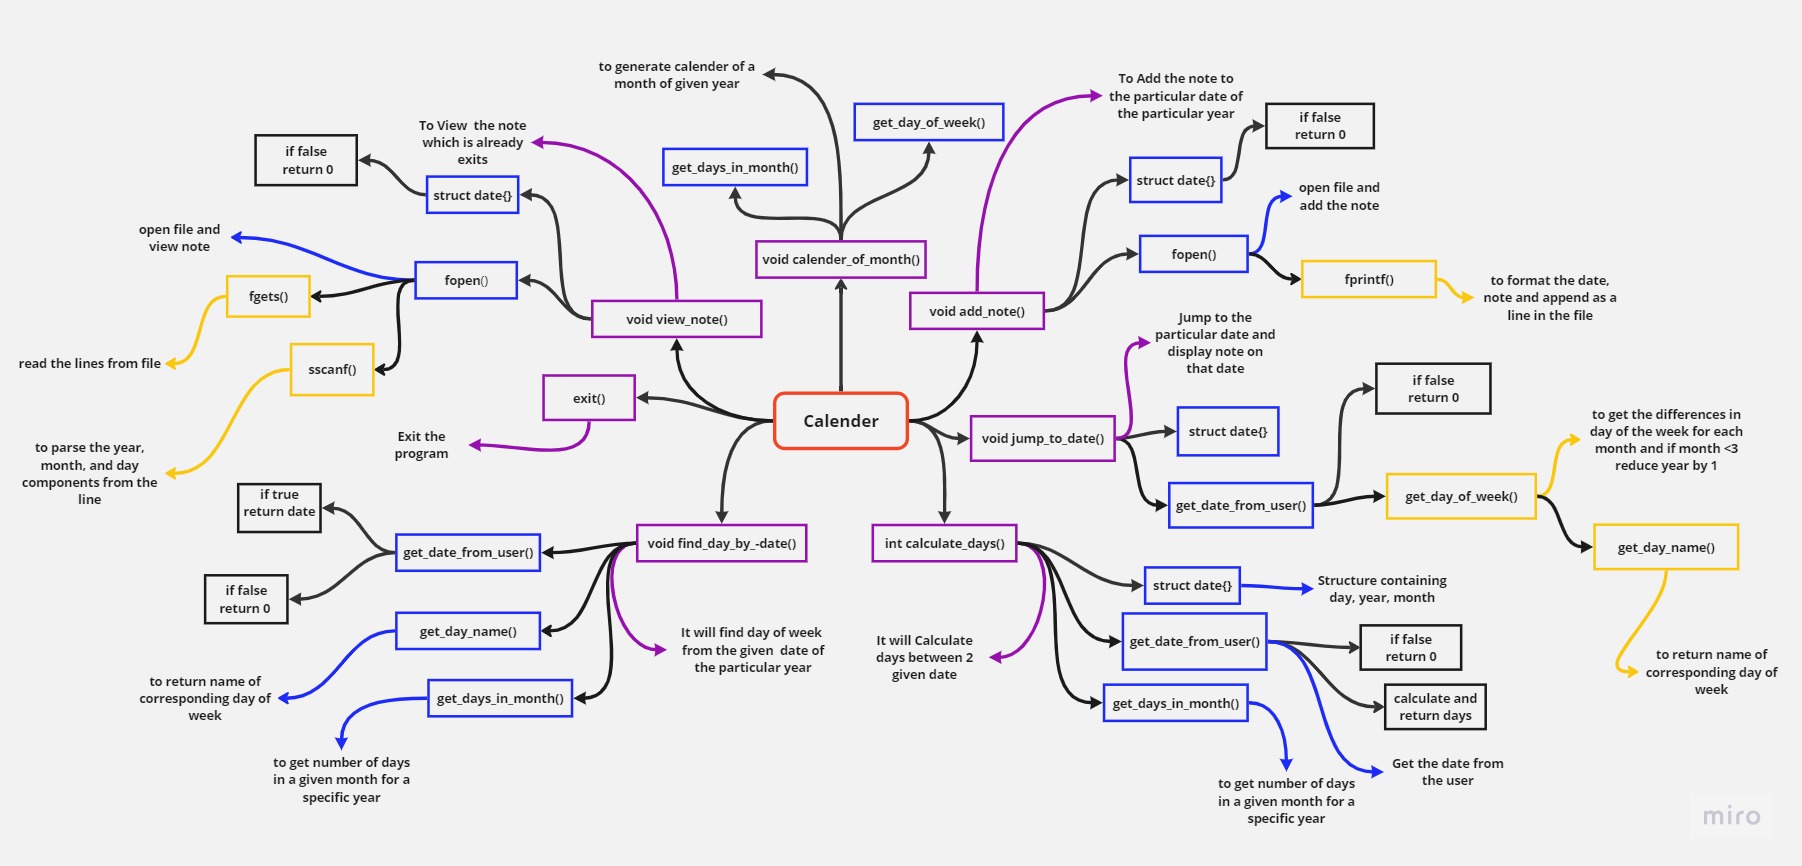 to generate calender of a
month of given year
get_day_of_week()
get_days_in_month()
void calender_of_month()
To View the note
which is already
exits
if false
return 0
struct date{}
open file and
view note
fopen()
fgets()
read the lines from file
sscanf()
to parse the year,
month, and day
components from the
line
void view_note()
To Add the note to
the particular date of
the particular year
if false
return 0
struct date{}
open file and
add the note
fopen()
fprintf()
to format the date,
note and append as a
line in the file
void add_note()
Jump to the
particular date and
display note on
that date
exit()
Exit the
program
Calender
void jump_to_date()
struct date{}
if false
return 0
get_date_from_user()
get_day_of_week()
to get the differences in
day of the week for each
month and if month <3
reduce year by 1
get_day_name()
to return name of
corresponding day of
week
if true
return date
get_date_from_user()
if false
return 0
void find_day_by_-date()
get_day_name()
to return name of
corresponding day of
week
get_days_in_month()
to get number of days
in a given month for a
specific year
It will find day of week
from the given date of
the particular year
int calculate_days()
It will Calculate
days between 2
given date
struct date{}
Structure containing
day, year, month
get_date_from_user()
if false
return 0
calculate and
return days
Get the date from
the user
get_days_in_month()
to get number of days
in a given month for a
specific year
miro